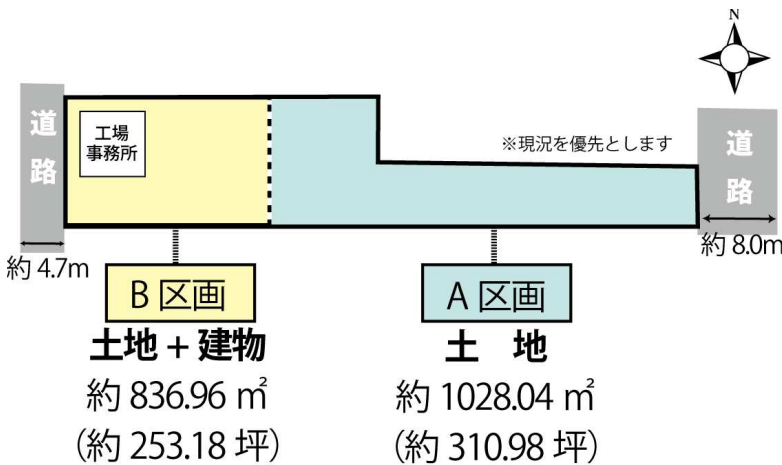 N
道路
工場
事務所
※現況を優先とします
道路
約 4.7m
約 8.0m
B 区画
A 区画
土地 + 建物
土 地
約 836.96 ㎡
約 1028.04 ㎡
(約 253.18 坪)
(約 310.98 坪)